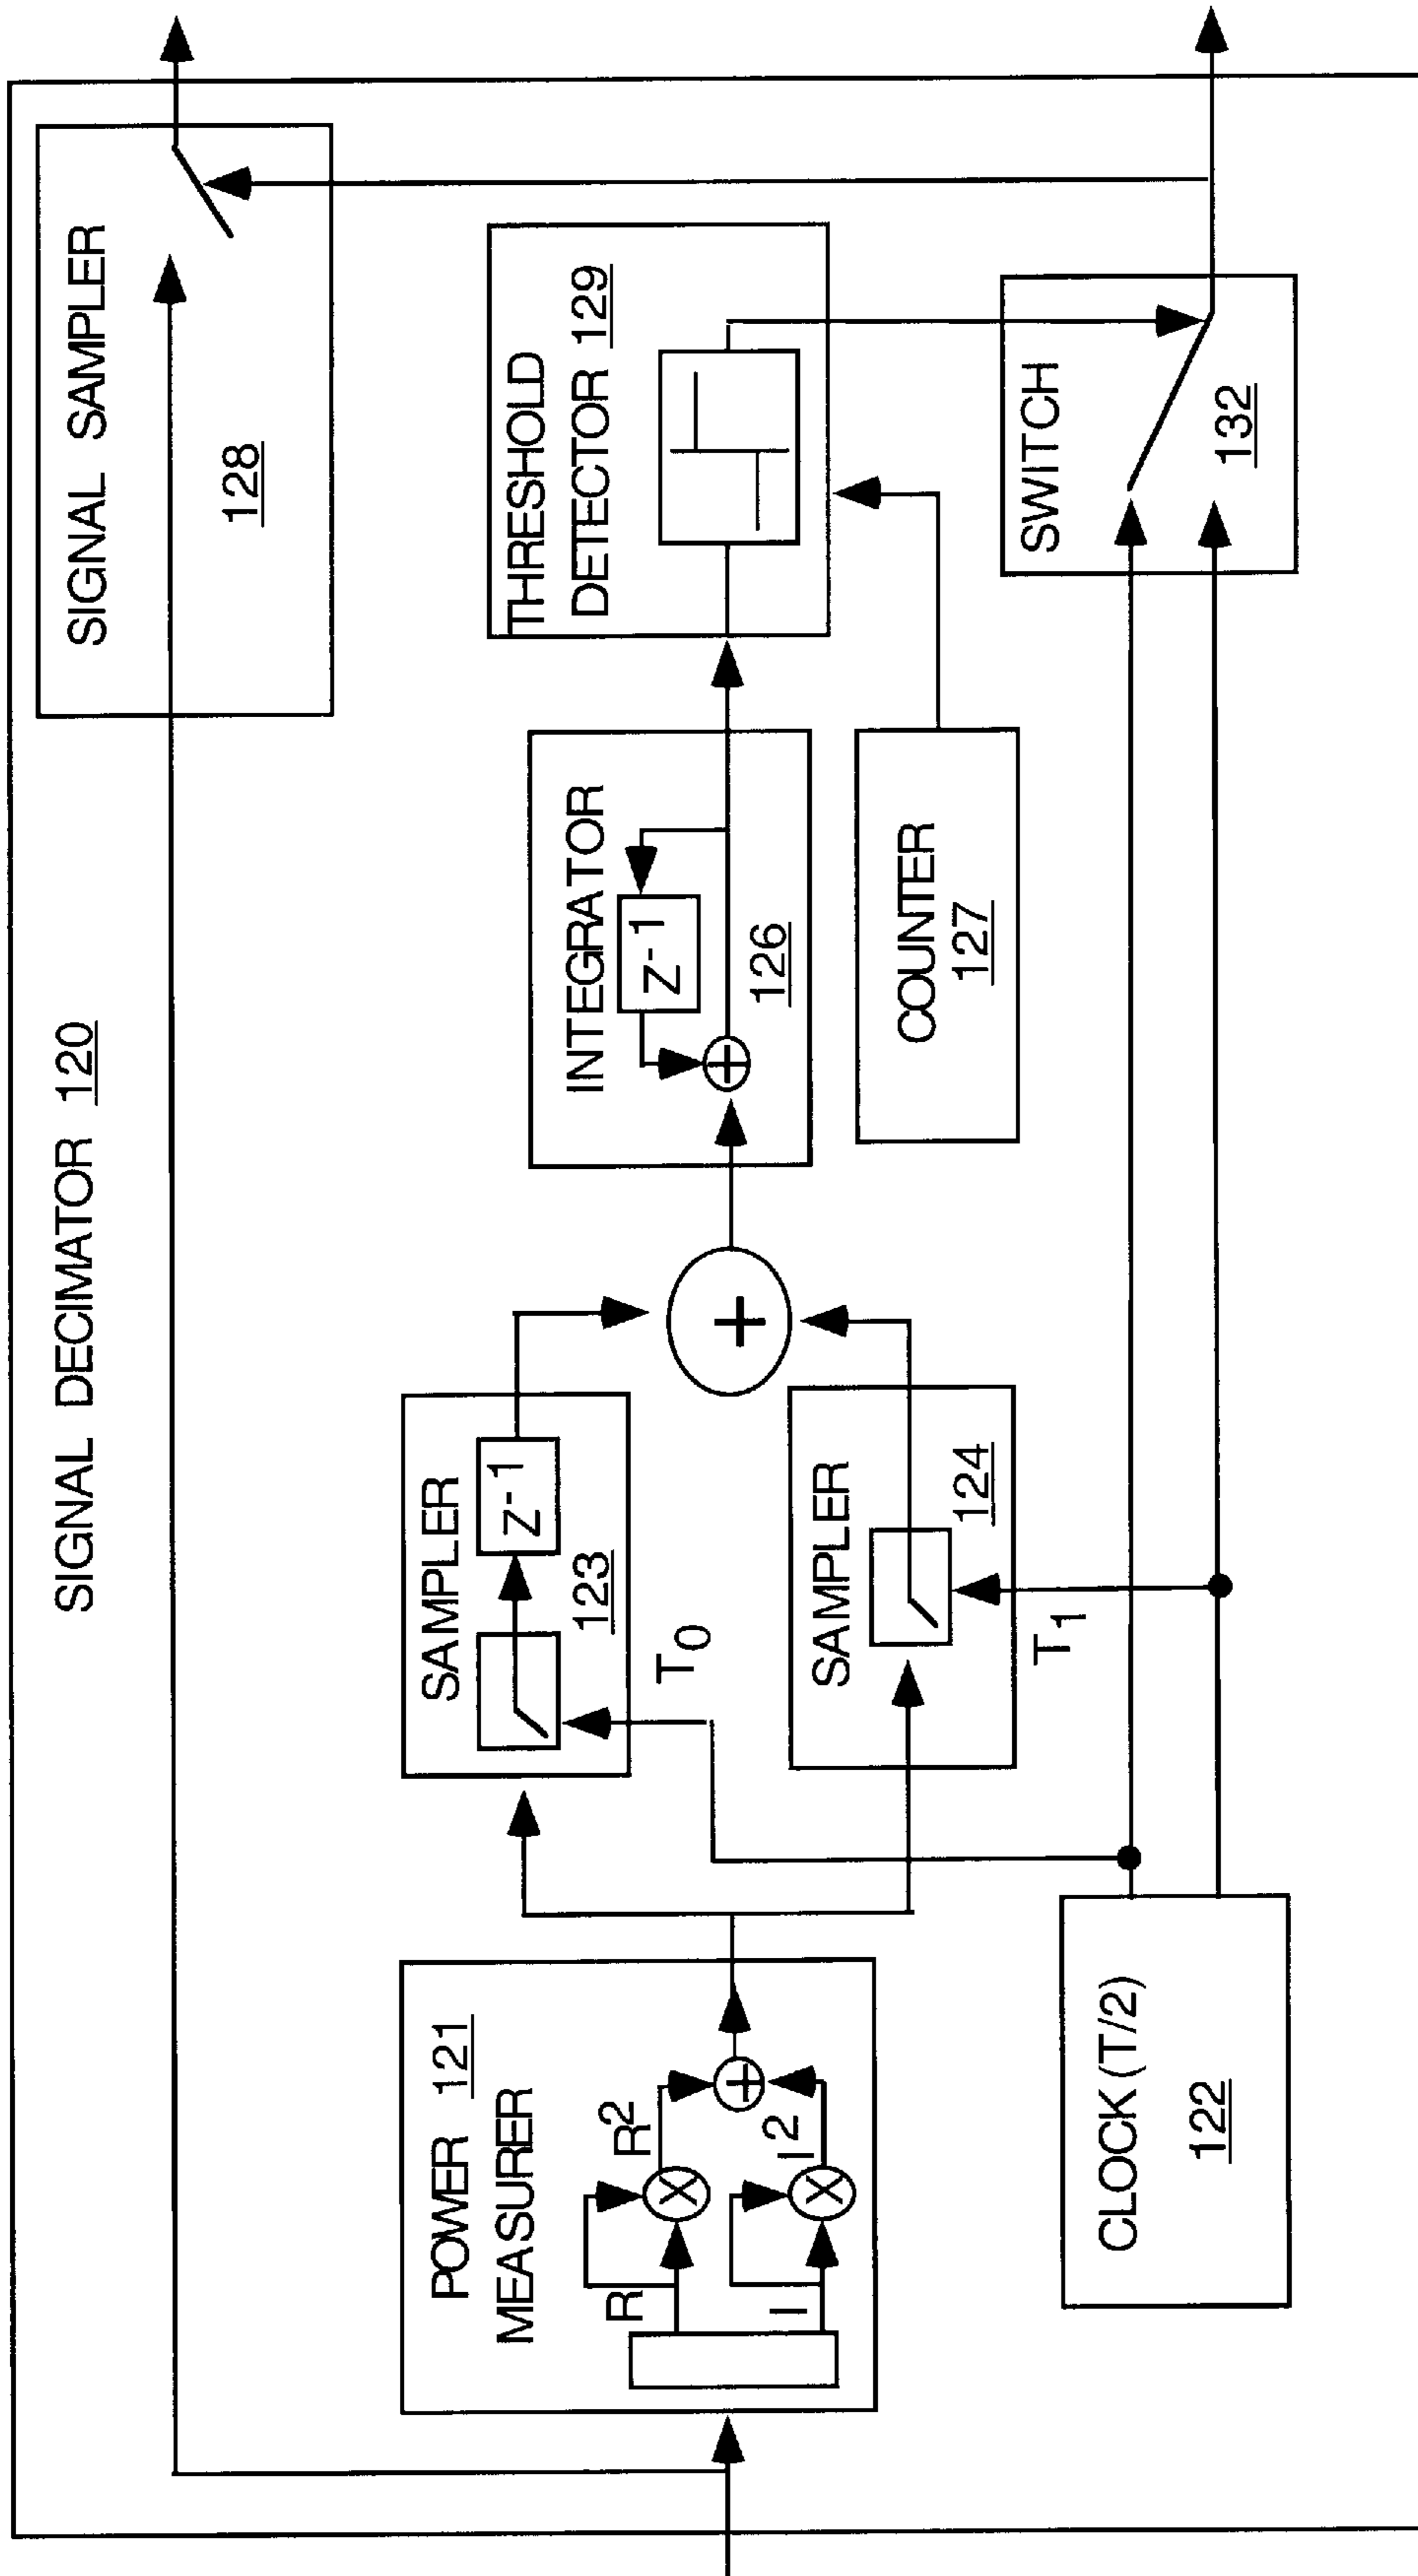 SIGNAL DECIMATOR 120
SIGNAL SAMPLER
128
POWER 121
MEASURER
R
R2
I
I2
+
SAMPLER
Z-1
123
T0
SAMPLER
124
T1
+
INTEGRATOR
Z-1
+
126
THRESHOLD
DETECTOR 129
COUNTER
127
CLOCK (T/2)
122
SWITCH
132